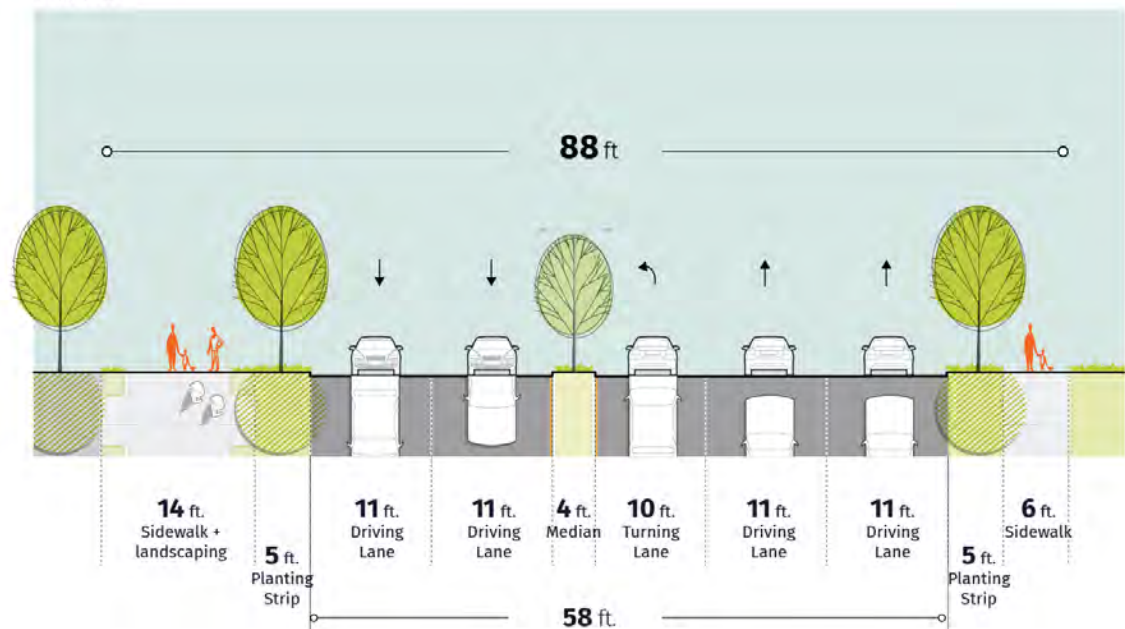 88 ft
14 ft.
Sidewalk +
landscaping
5 ft.
Planting
Strip
11 ft.
Driving
Lane
11 ft.
Driving
Lane
4 ft.
Median
10 ft.
Turning
Lane
11 ft.
Driving
Lane
11 ft.
Driving
Lane
5 ft.
Planting
Strip
6 ft.
Sidewalk
58 ft.